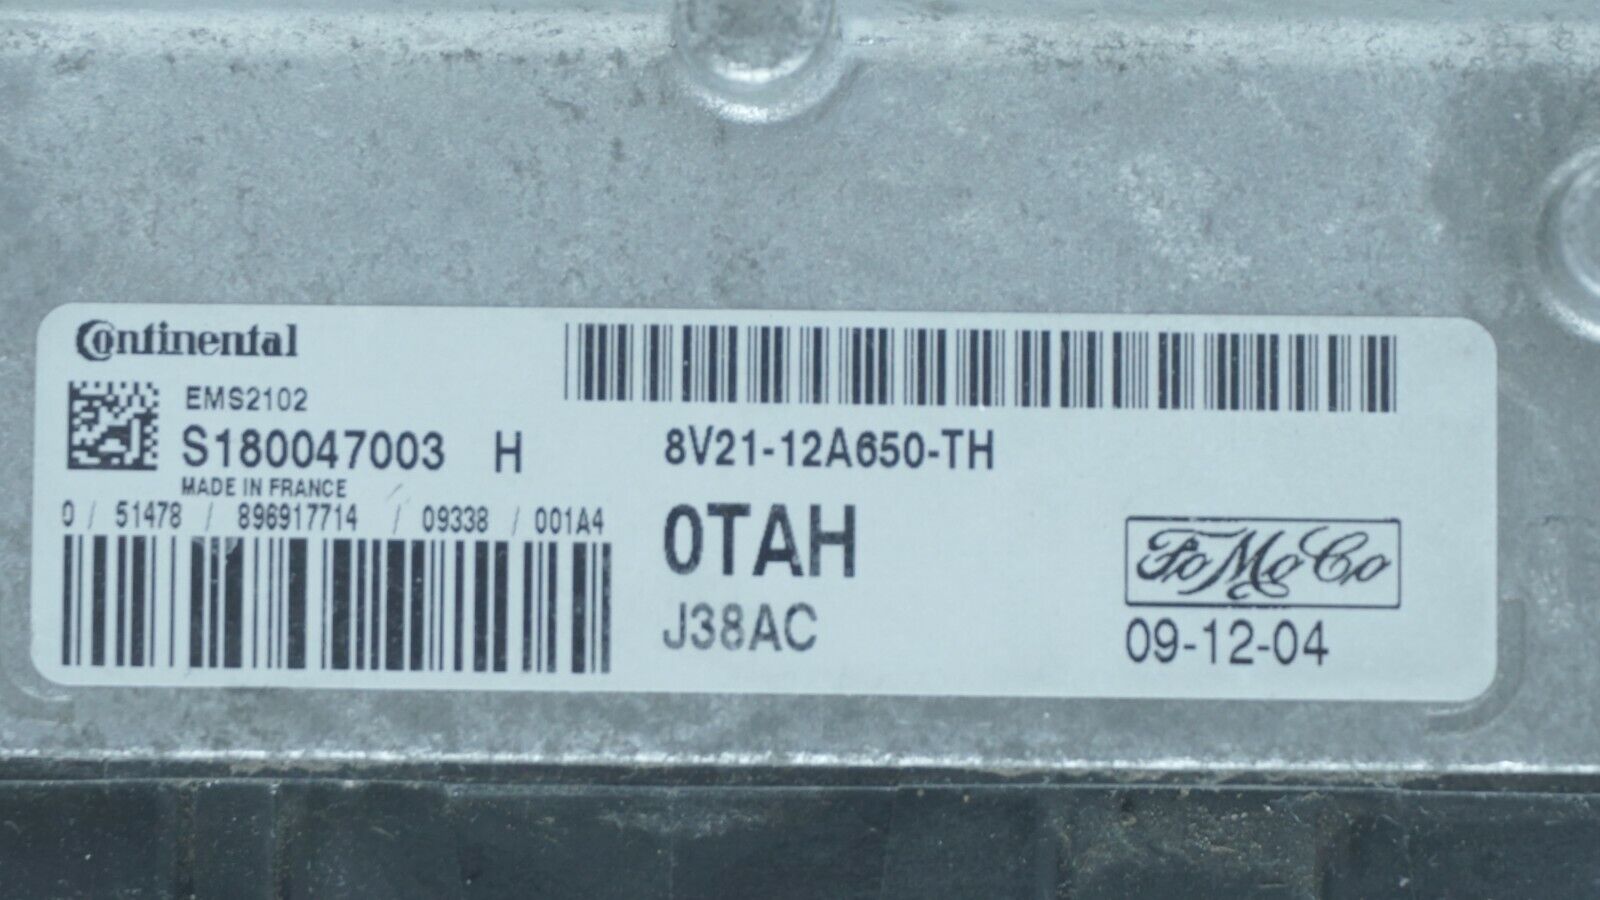 Continental
EMS2102
S180047003 H
MADE IN FRANCE
0 / 51478 / 896917714 / 09338 / 001A4
8V21-12A650-TH
0TAH
J38AC
FoMoCo
09-12-04